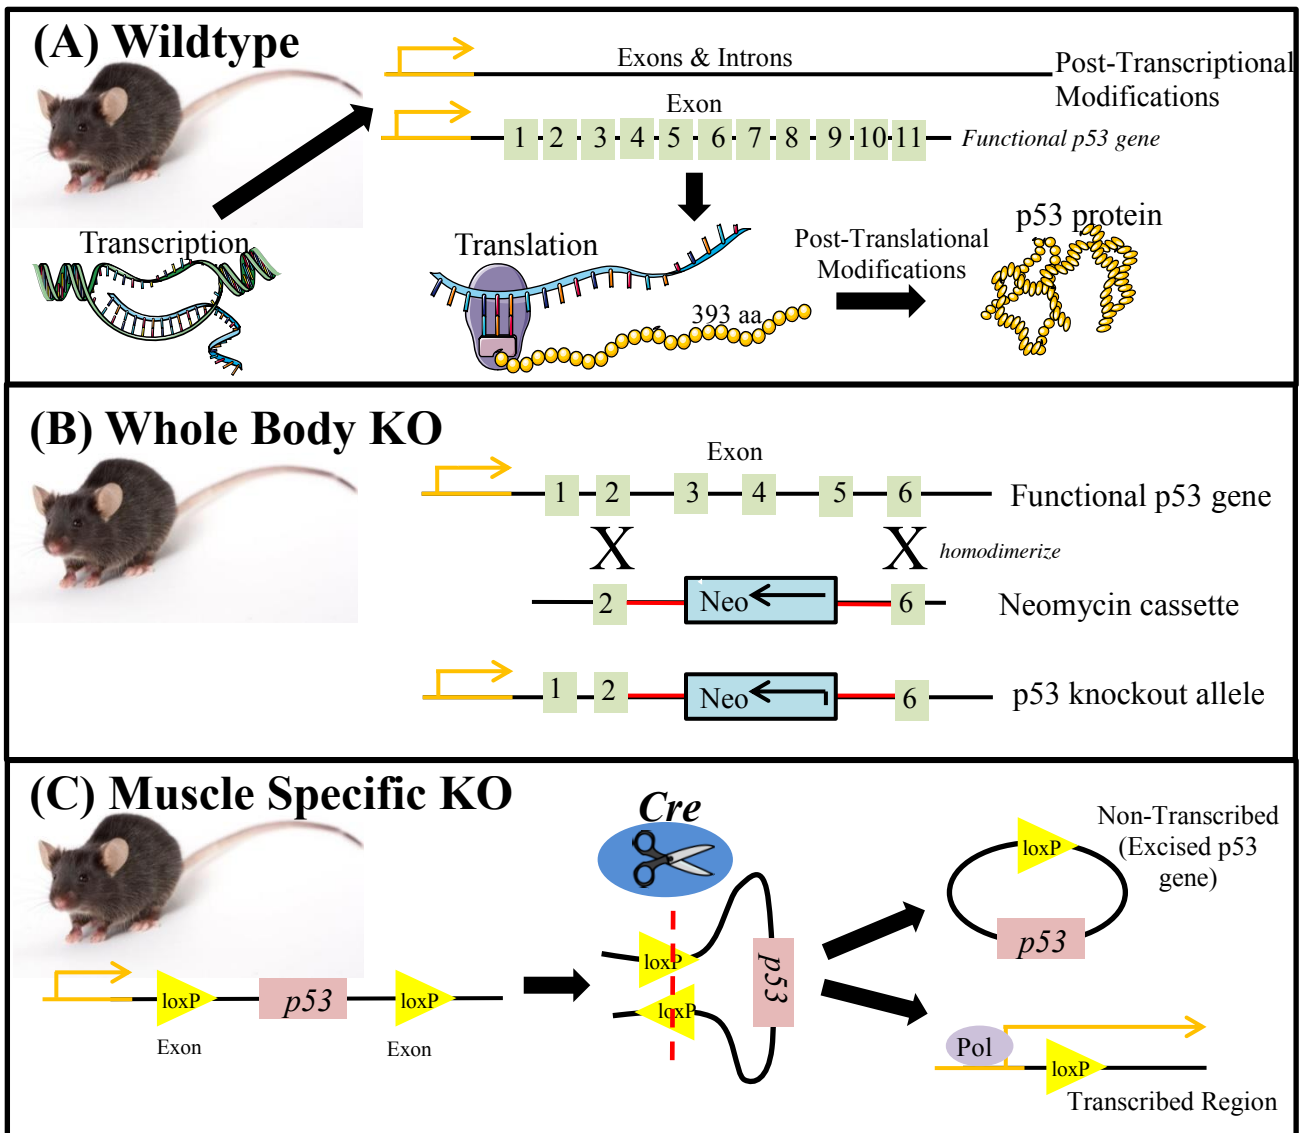 (A) Wildtype
Exons & Introns
Post-Transcriptional
Modifications
Exon
1 2 3 4 5 6 7 8 9 10 11
Functional p53 gene
Transcription
Translation
393 aa
Post-Translational
Modifications
p53 protein
(B) Whole Body KO
Exon
1 2 3 4 5 6
Functional p53 gene
X X
homodimerize
2 Neo 6
Neomycin cassette
1 2 Neo 6
p53 knockout allele
(C) Muscle Specific KO
loxP p53 loxP
Exon Exon
Cre
loxP
loxP
p53
Non-Transcribed
(Excised p53
gene)
loxP
p53
Pol
loxP
Transcribed Region